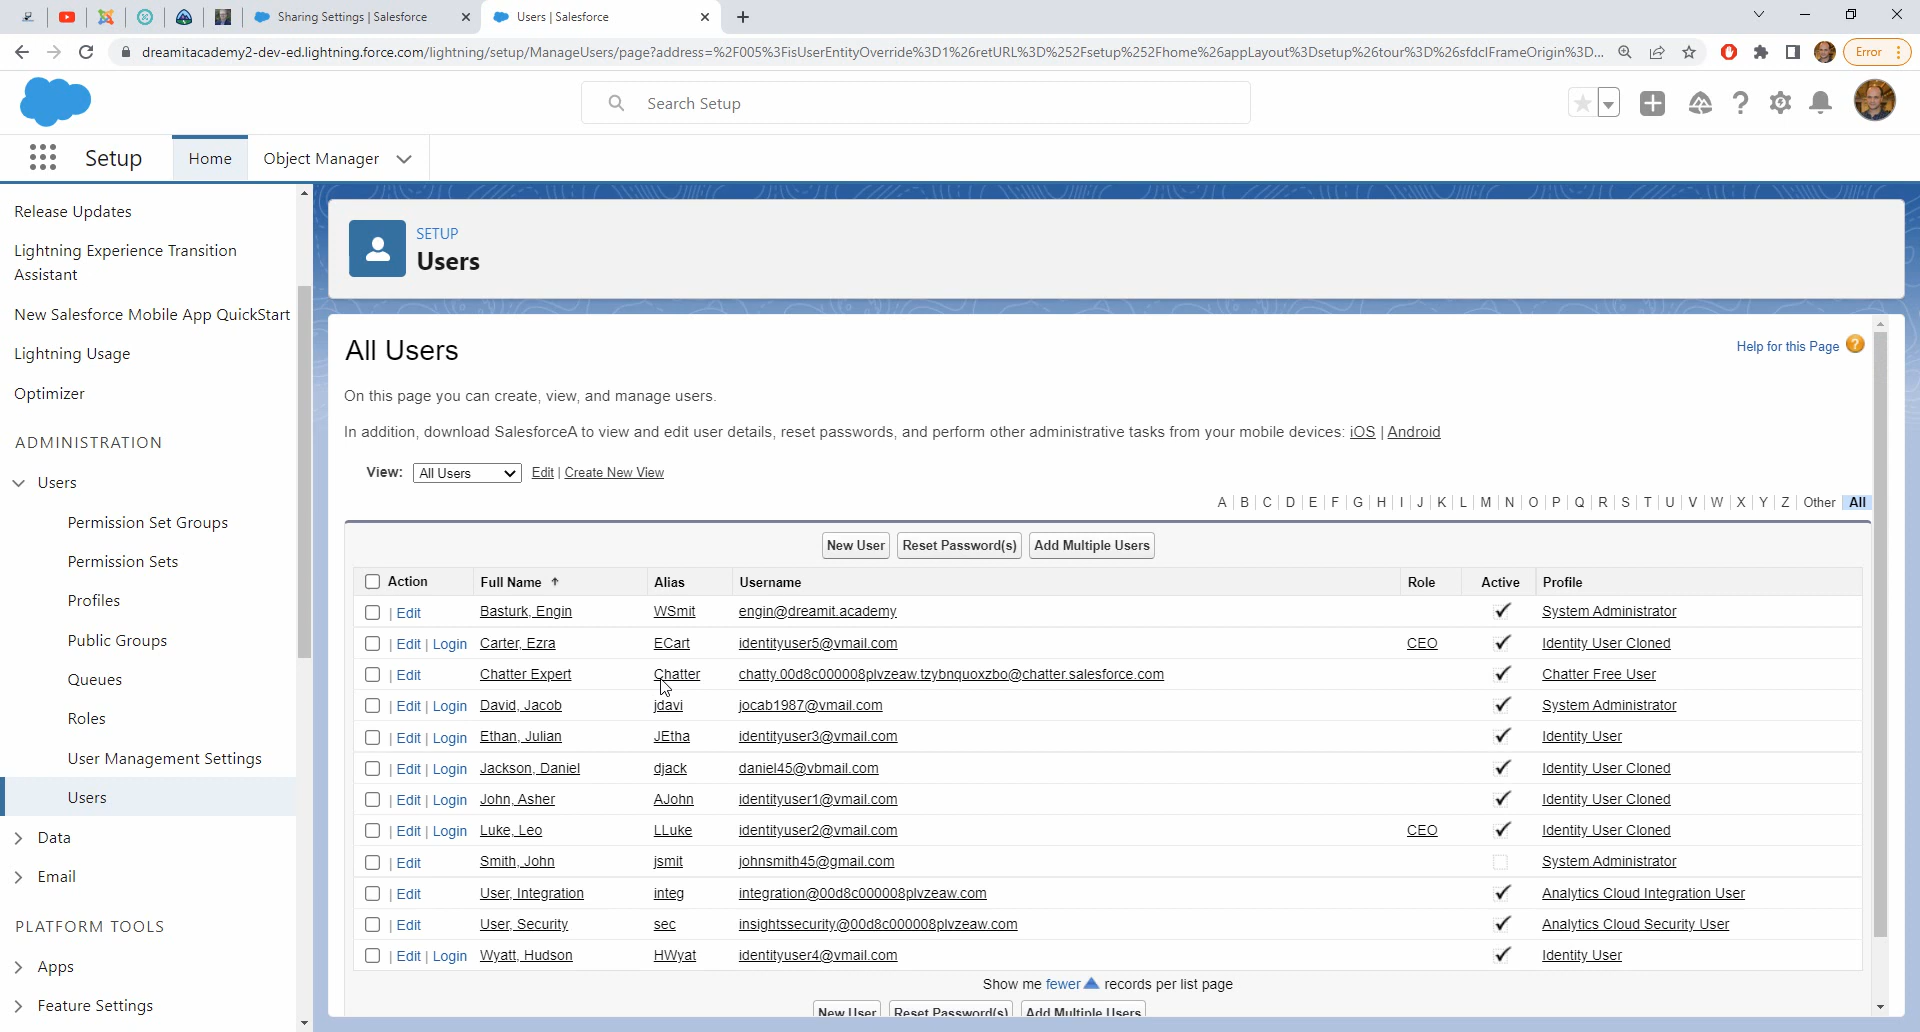 Sharing Settings | Salesforce
Users | Salesforce
dreamitacademy2-dev-ed.lightning.force.com/lightning/setup/ManageUsers/page?address=%2F005%3FisUserEntityOverride%3D1%26retURL%3D%252Fsetup%252Fhome%26appLayout%3Dsetup%26tour%3D%26sfdcIFrameOrigin%3D...
Error
Search Setup
Setup
Home
Object Manager
Release Updates
Lightning Experience Transition
Assistant
New Salesforce Mobile App QuickStart
Lightning Usage
Optimizer
ADMINISTRATION
Users
Permission Set Groups
Permission Sets
Profiles
Public Groups
Queues
Roles
User Management Settings
Users
Data
Email
PLATFORM TOOLS
Apps
Feature Settings
SETUP
Users
All Users
Help for this Page ?
On this page you can create, view, and manage users.
In addition, download SalesforceA to view and edit user details, reset passwords, and perform other administrative tasks from your mobile devices: iOS | Android
View: All Users Edit | Create New View
A | B | C | D | E | F | G | H | I | J | K | L | M | N | O | P | Q | R | S | T | U | V | W | X | Y | Z | Other All
New User Reset Password(s) Add Multiple Users
Action Full Name Alias Username Role Active Profile
| Edit Basturk, Engin WSmit engin@dreamit.academy System Administrator
| Edit | Login Carter, Ezra ECart identityuser5@vmail.com CEO Identity User Cloned
| Edit Chatter Expert Chatter chatty.00d8c000008plvzeaw.tzybnquoxzbo@chatter.salesforce.com Chatter Free User
| Edit | Login David, Jacob jdavi jocab1987@vmail.com System Administrator
| Edit | Login Ethan, Julian JEtha identityuser3@vmail.com Identity User
| Edit | Login Jackson, Daniel djack daniel45@vbmail.com Identity User Cloned
| Edit | Login John, Asher AJohn identityuser1@vmail.com Identity User Cloned
| Edit | Login Luke, Leo LLuke identityuser2@vmail.com CEO Identity User Cloned
| Edit Smith, John jsmit johnsmith45@gmail.com System Administrator
| Edit User, Integration integ integration@00d8c000008plvzeaw.com Analytics Cloud Integration User
| Edit User, Security sec insightssecurity@00d8c000008plvzeaw.com Analytics Cloud Security User
| Edit | Login Wyatt, Hudson HWyat identityuser4@vmail.com Identity User
Show me fewer records per list page
New User Reset Password(s) Add Multiple Users